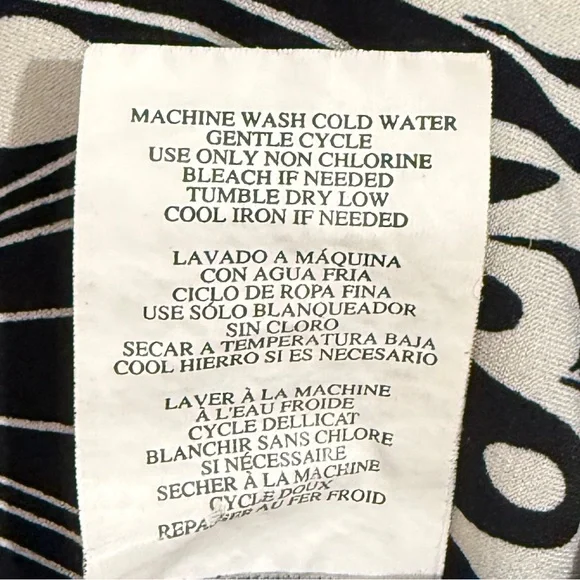 MACHINE WASH COLD WATER
GENTLE CYCLE
USE ONLY NON CHLORINE
BLEACH IF NEEDED
TUMBLE DRY LOW
COOL IRON IF NEEDED
LAVADO A MÁQUINA
CON AGUA FRIA
CICLO DE ROPA FINA
USE SÓLO BLANQUEADOR
SIN CLORO
SECAR A TEMPERATURA BAJA
COOL HIERRO SI ES NECESARIO
LAVER À LA MACHINE
À L'EAU FROIDE
CYCLE DELLICAT
BLANCHIR SANS CHLORE
SI NÉCESSAIRE
SECHER À LA MACHINE
CYCLE DOUX
REPASSER AU FER FROID